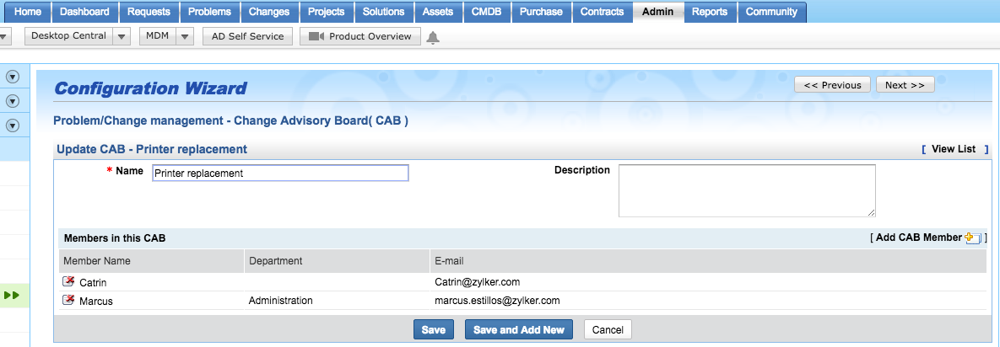 Home Dashboard Requests Problems Changes Projects Solutions Assets CMDB Purchase Contracts Admin Reports Community
Desktop Central MDM AD Self Service Product Overview
Configuration Wizard << Previous Next >>
Problem/Change management - Change Advisory Board( CAB )
Update CAB - Printer replacement [ View List ]
* Name Printer replacement Description
Members in this CAB [ Add CAB Member ]
Member Name Department E-mail
Catrin Catrin@zylker.com
Marcus Administration marcus.estillos@zylker.com
Save Save and Add New Cancel